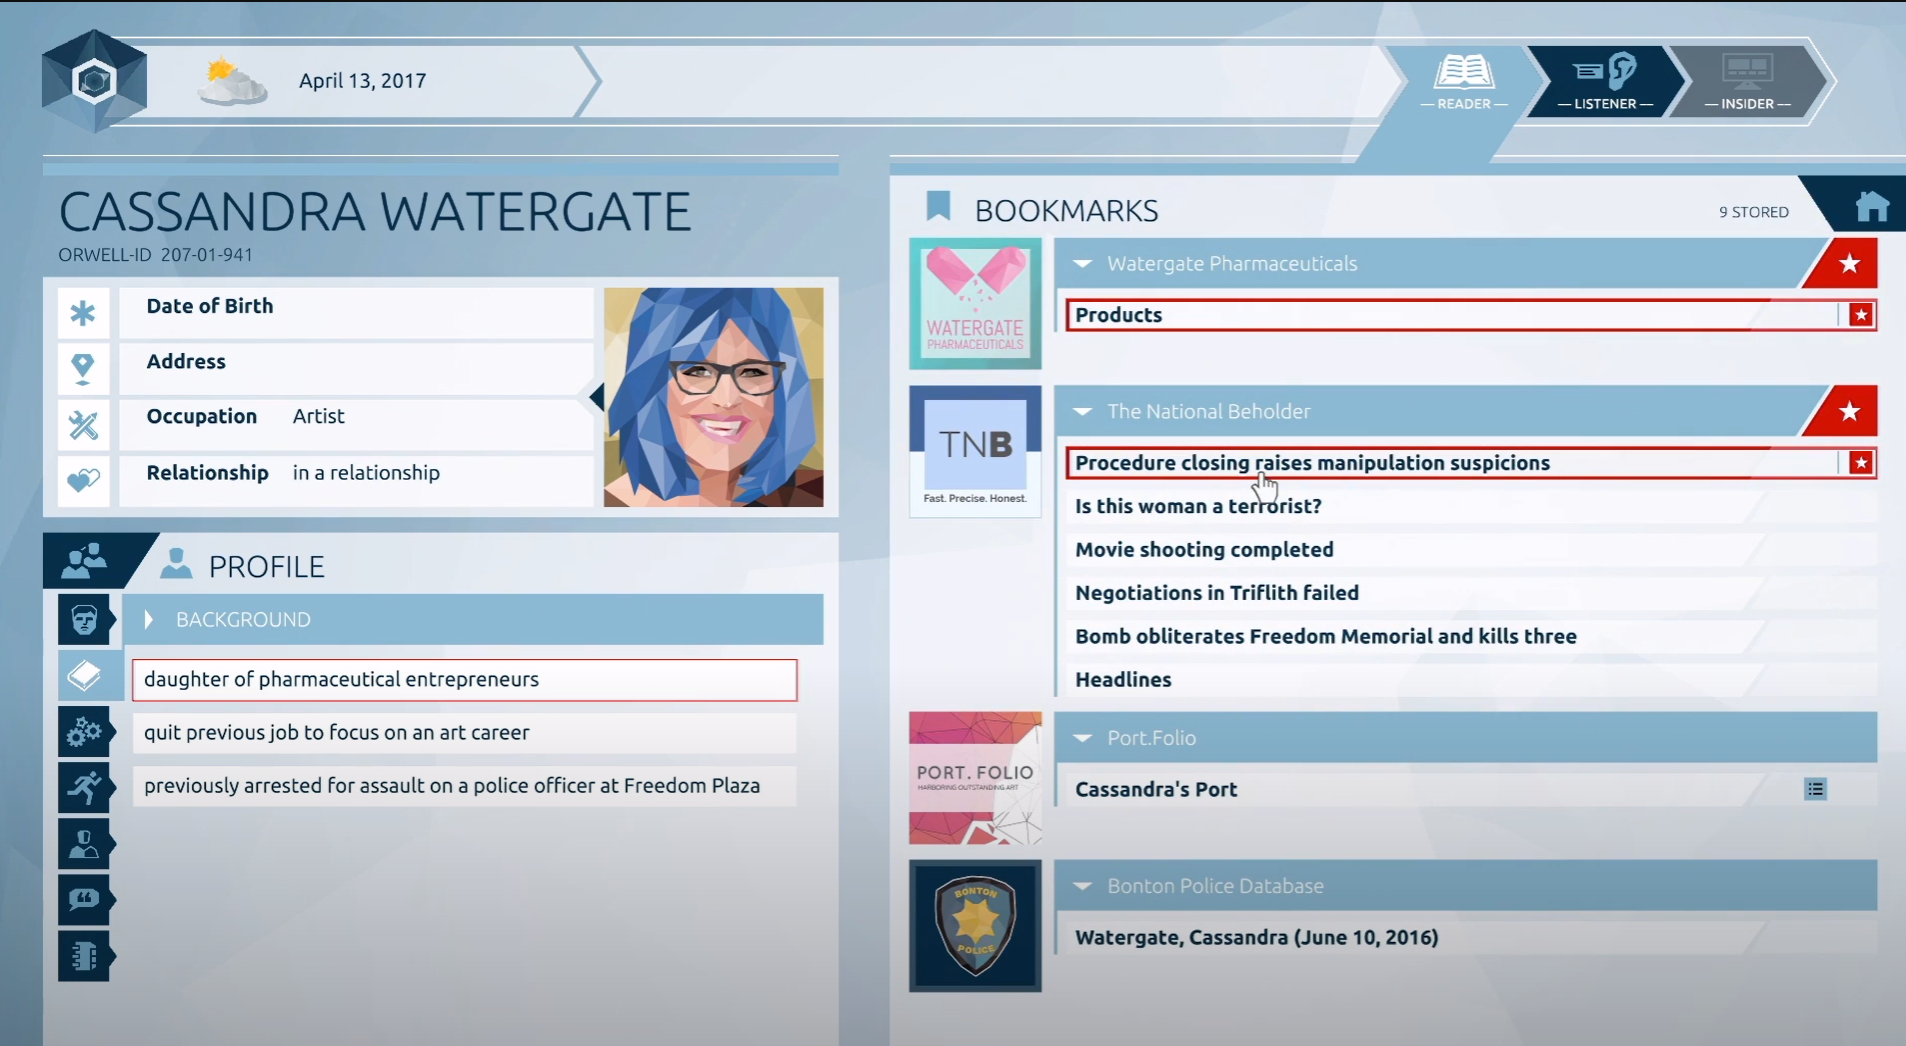 April 13, 2017
— READER —
— LISTENER —
— INSIDER —
CASSANDRA WATERGATE
ORWELL-ID 207-01-941
Date of Birth
Address
Occupation Artist
Relationship in a relationship
PROFILE
BACKGROUND
daughter of pharmaceutical entrepreneurs
quit previous job to focus on an art career
previously arrested for assault on a police officer at Freedom Plaza
BOOKMARKS
9 STORED
WATERGATE
PHARMACEUTICALS
Watergate Pharmaceuticals
Products
TNB
Fast. Precise. Honest.
The National Beholder
Procedure closing raises manipulation suspicions
Is this woman a terrorist?
Movie shooting completed
Negotiations in Triflith failed
Bomb obliterates Freedom Memorial and kills three
Headlines
PORT. FOLIO
HARBORING OUTSTANDING ART
Port.Folio
Cassandra's Port
BONTON
POLICE
Bonton Police Database
Watergate, Cassandra (June 10, 2016)